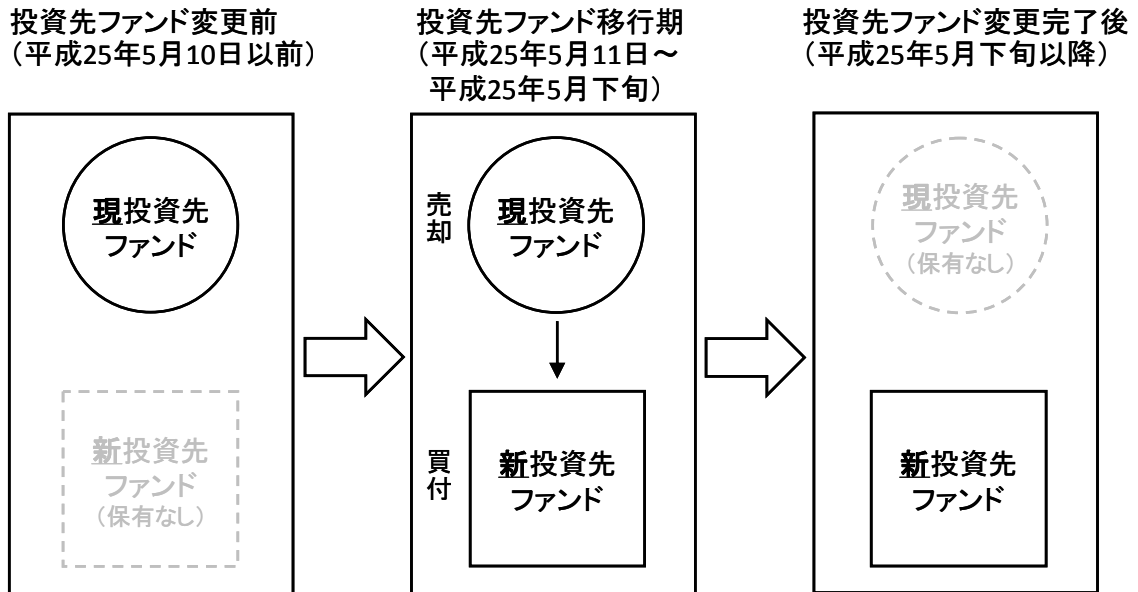 投資先ファンド変更前
（平成25年5月10日以前）
現投資先
ファンド
新投資先
ファンド
（保有なし）
投資先ファンド移行期
（平成25年5月11日～
平成25年5月下旬）
売却
現投資先
ファンド
買付
新投資先
ファンド
投資先ファンド変更完了後
（平成25年5月下旬以降）
現投資先
ファンド
（保有なし）
新投資先
ファンド